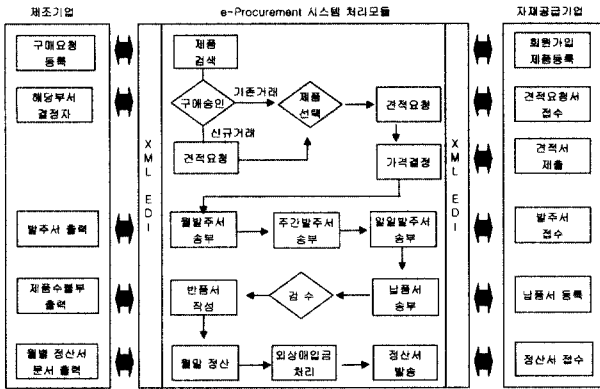 제조기업
e-Procurement 시스템 처리모듈
자재공급기업
구매요청
등록
제품
검색
회원가입
제품등록
해당부서
결정자
구매승인
기존거래
제품
선택
견적요청
견적요청서
접수
신규거래
견적요청
가격결정
견적서
제출
XML EDI
XML EDI
발주서 출력
월발주서
송부
주간발주서
송부
일일발주서
송부
발주서
접수
제품수불부
출력
반품서
작성
검 수
납품서
송부
납품서 등록
월별 정산서
문서 출력
월말 정산
외상매입금
처리
정산서
발송
정산서 접수